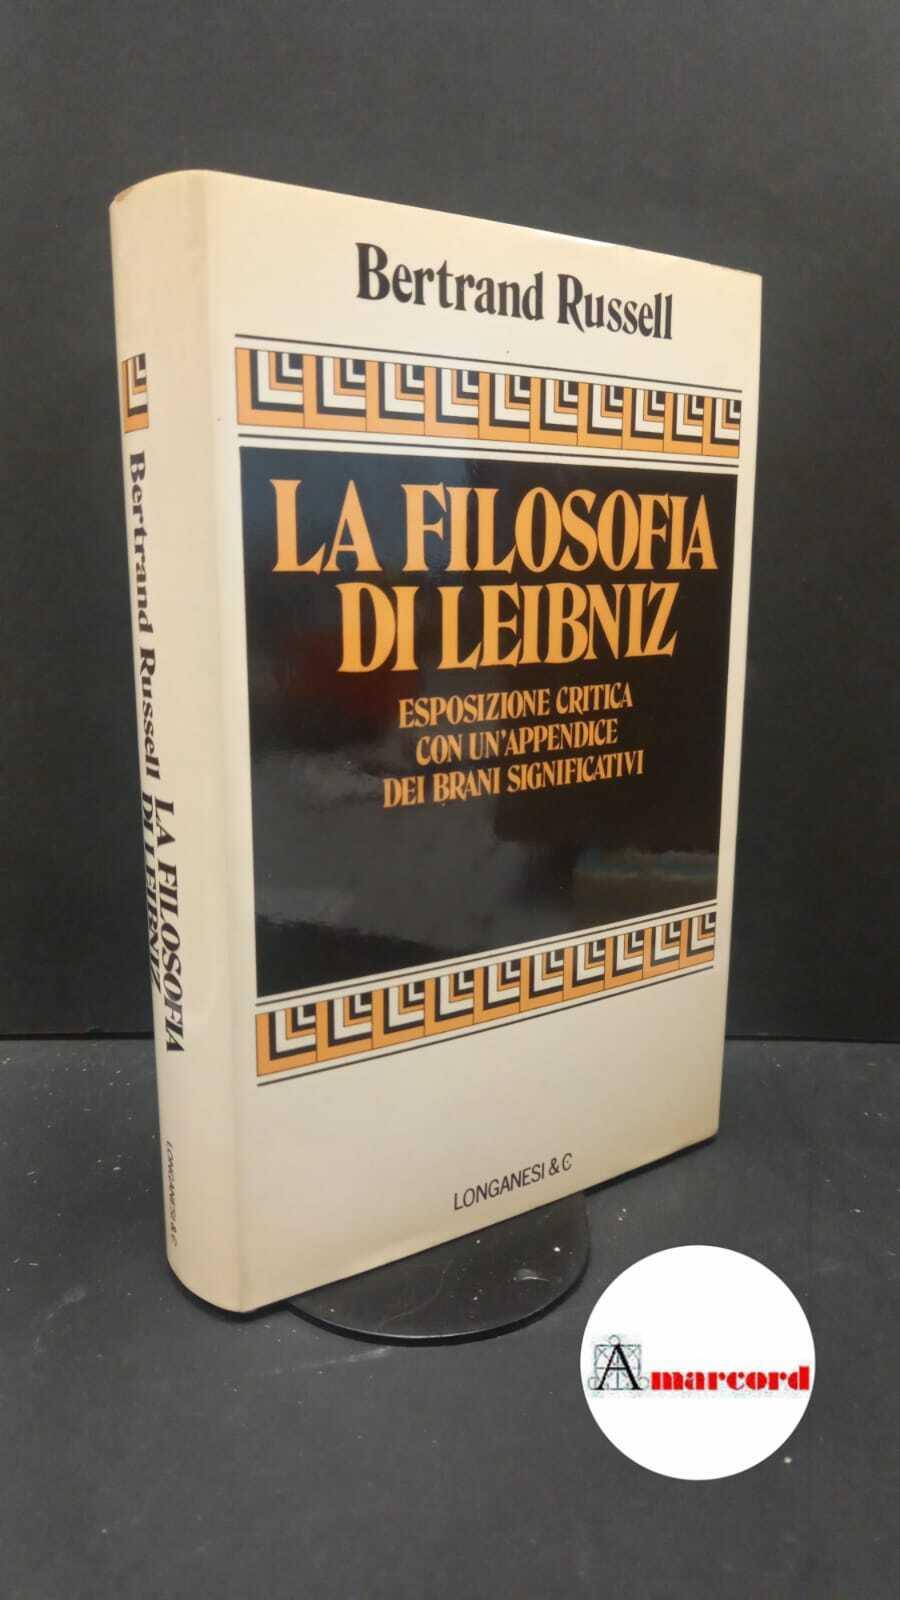 Bertrand Russell
LA FILOSOFIA
DI LEIBNIZ
ESPOSIZIONE CRITICA
CON UN'APPENDICE
DEI BRANI SIGNIFICATIVI
LONGANESI & C.
Bertrand Russell
LA FILOSOFIA
DI LEIBNIZ
LONGANESI & C.
Amarcord